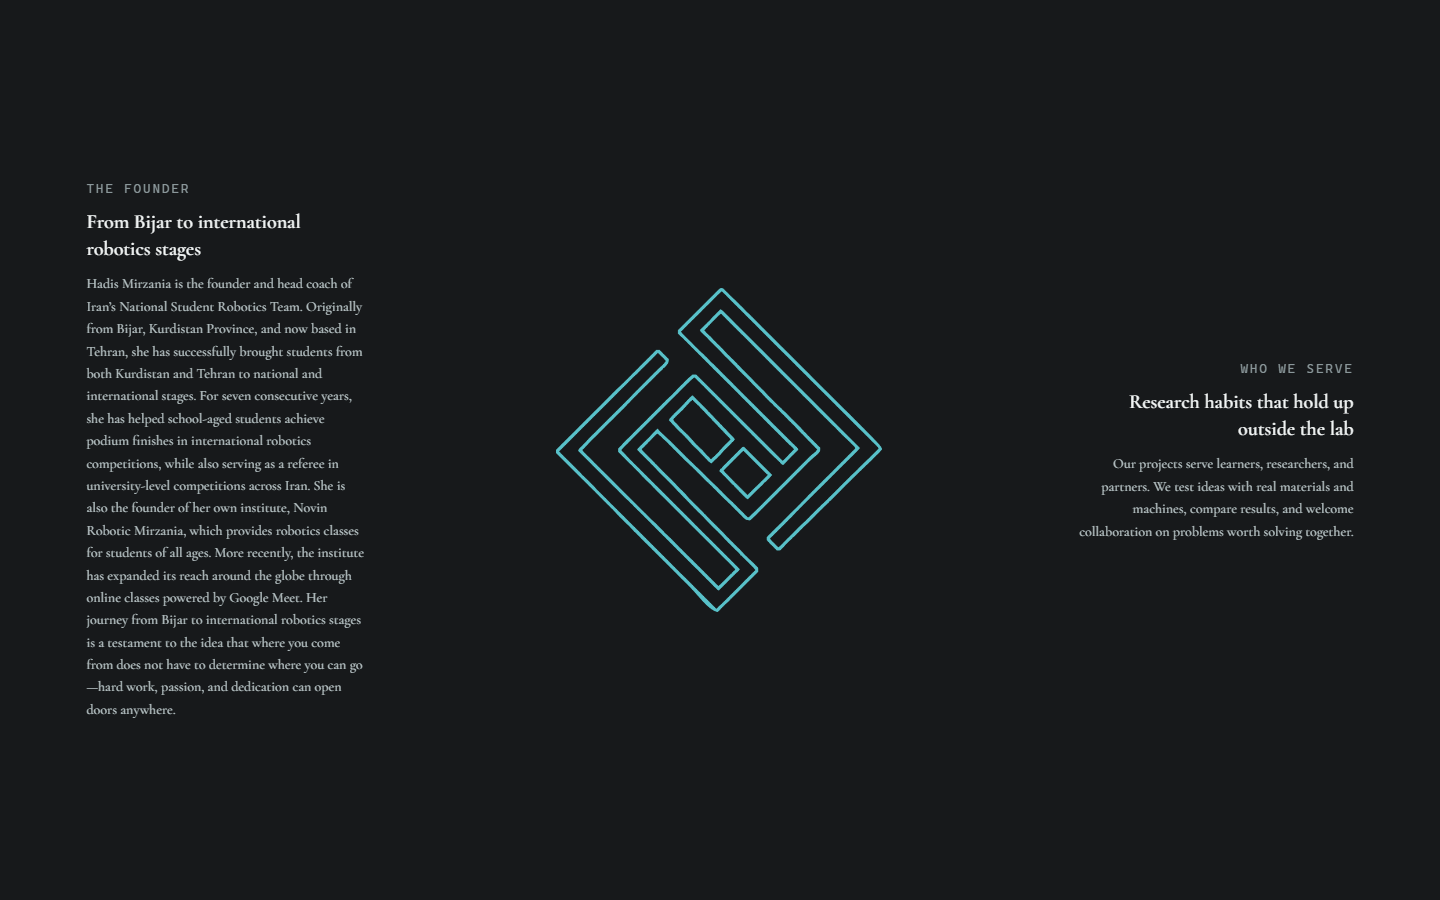 THE FOUNDER
From Bijar to international
robotics stages
Hadis Mirzania is the founder and head coach of
Iran's National Student Robotics Team. Originally
from Bijar, Kurdistan Province, and now based in
Tehran, she has successfully brought students from
both Kurdistan and Tehran to national and
international stages. For seven consecutive years,
she has helped school-aged students achieve
podium finishes in international robotics
competitions, while also serving as a referee in
university-level competitions across Iran. She is
also the founder of her own institute, Novin
Robotic Mirzania, which provides robotics classes
for students of all ages. More recently, the institute
has expanded its reach around the globe through
online classes powered by Google Meet. Her
journey from Bijar to international robotics stages
is a testament to the idea that where you come
from does not have to determine where you can go
—hard work, passion, and dedication can open
doors anywhere.
WHO WE SERVE
Research habits that hold up
outside the lab
Our projects serve learners, researchers, and
partners. We test ideas with real materials and
machines, compare results, and welcome
collaboration on problems worth solving together.